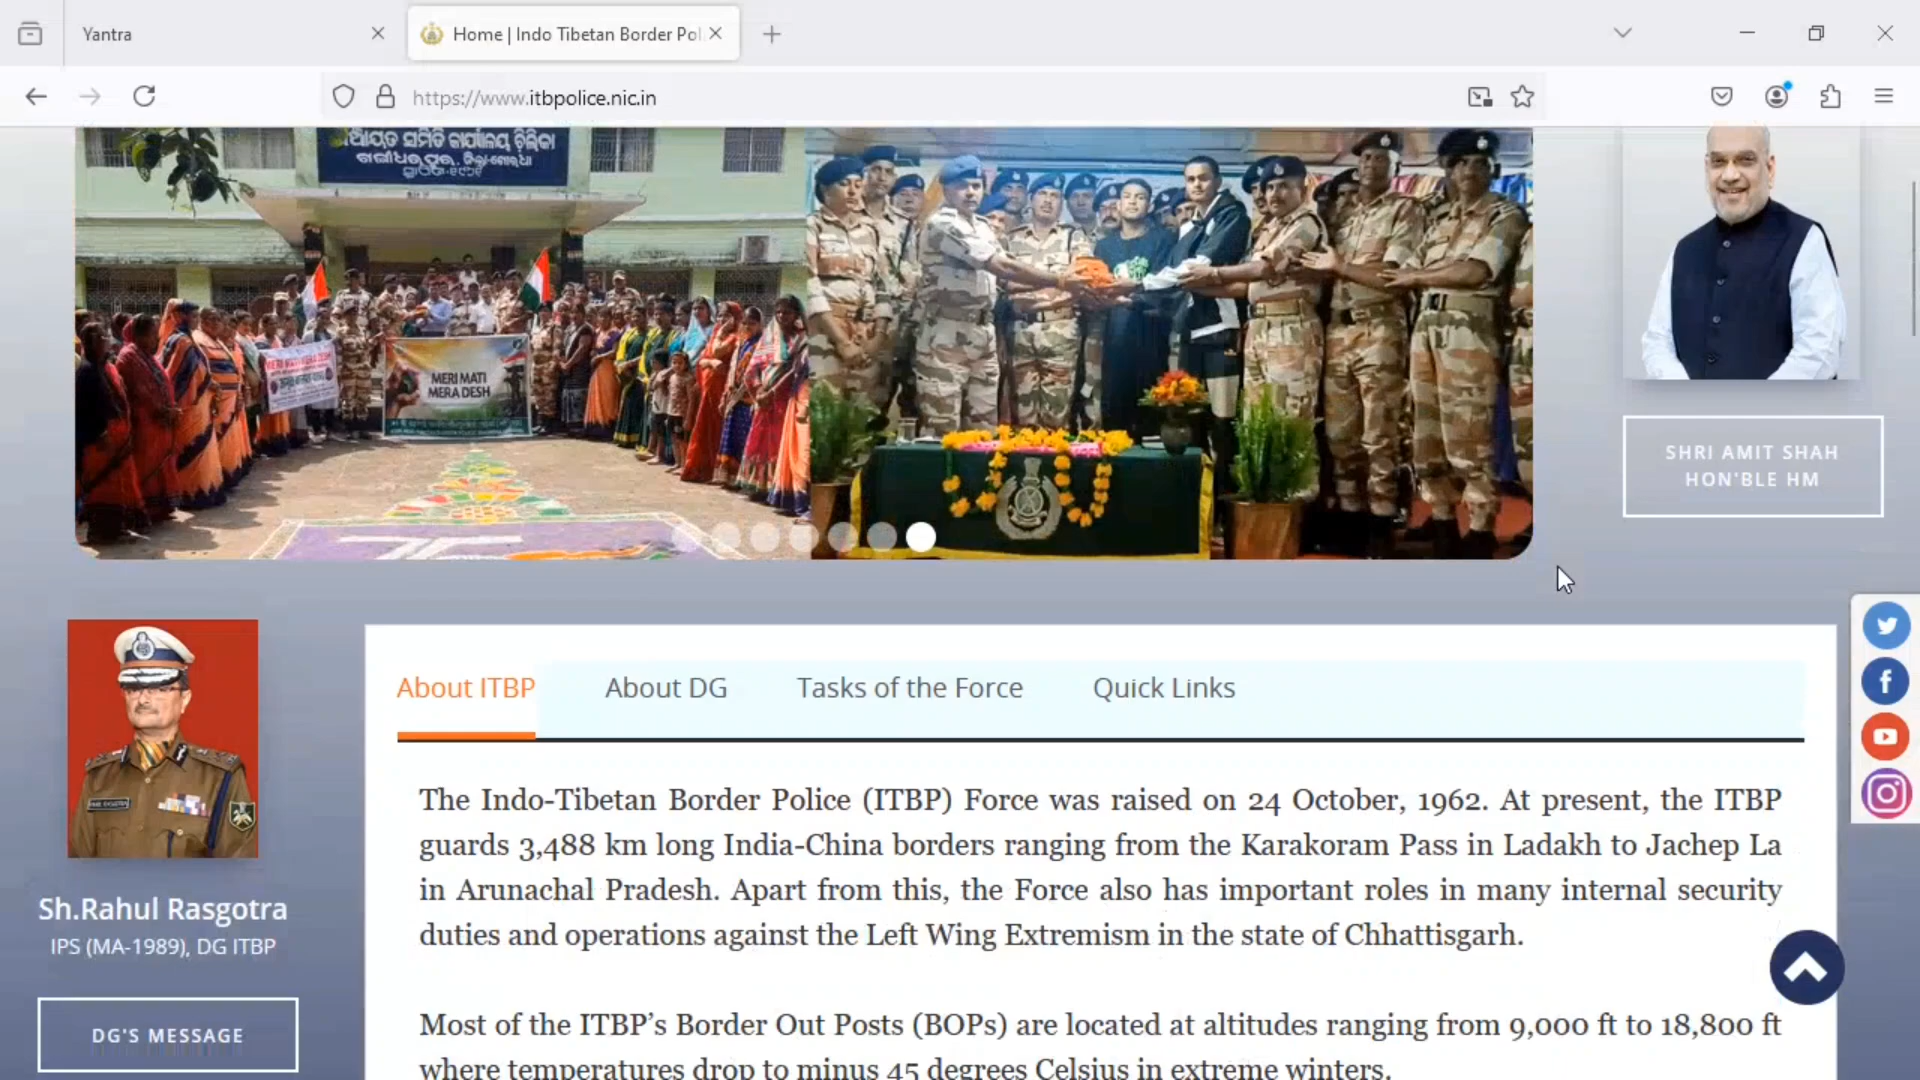 Yantra
Home | Indo Tibetan Border Pol
https://www.itbpolice.nic.in
ସମିତି କାର୍ଯ୍ୟାଳୟ ଚିଲିକା
MERI MATI
MERA DESH
SHRI AMIT SHAH
HON'BLE HM
About ITBP
About DG
Tasks of the Force
Quick Links
The Indo-Tibetan Border Police (ITBP) Force was raised on 24 October, 1962. At present, the ITBP
guards 3,488 km long India-China borders ranging from the Karakoram Pass in Ladakh to Jachep La
in Arunachal Pradesh. Apart from this, the Force also has important roles in many internal security
duties and operations against the Left Wing Extremism in the state of Chhattisgarh.
Most of the ITBP’s Border Out Posts (BOPs) are located at altitudes ranging from 9,000 ft to 18,800 ft
where temperatures drop to minus 45 degrees Celsius in extreme winters.
Sh.Rahul Rasgotra
IPS (MA-1989), DG ITBP
DG'S MESSAGE